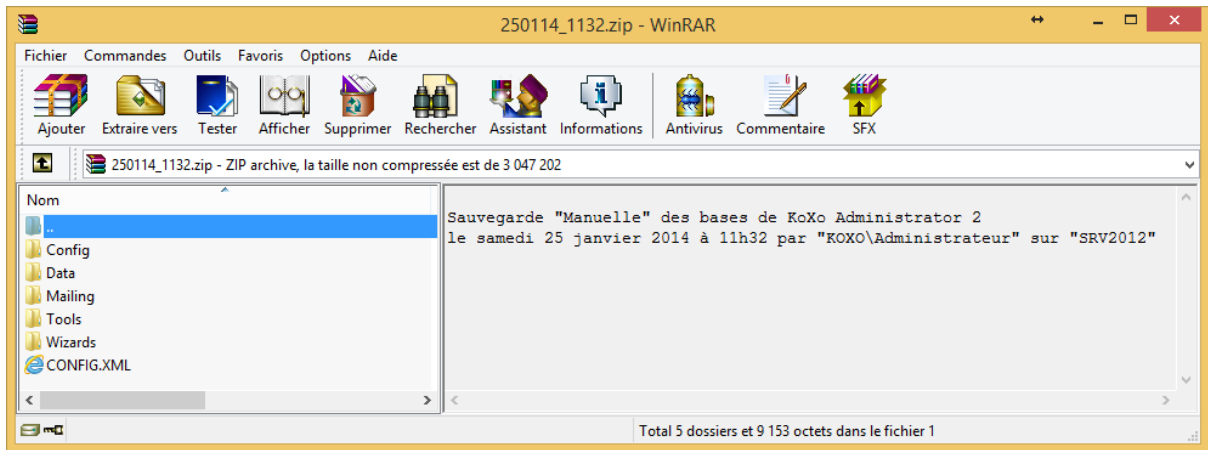 250114_1132.zip - WinRAR
Fichier Commandes Outils Favoris Options Aide
Ajouter Extraire vers Tester Afficher Supprimer Rechercher Assistant Informations Antivirus Commentaire SFX
250114_1132.zip - ZIP archive, la taille non compressée est de 3 047 202
Nom
..
Config
Data
Mailing
Tools
Wizards
CONFIG.XML
Sauvegarde "Manuelle" des bases de KoXo Administrator 2
le samedi 25 janvier 2014 à 11h32 par "KOXO\Administrateur" sur "SRV2012"
Total 5 dossiers et 9 153 octets dans le fichier 1